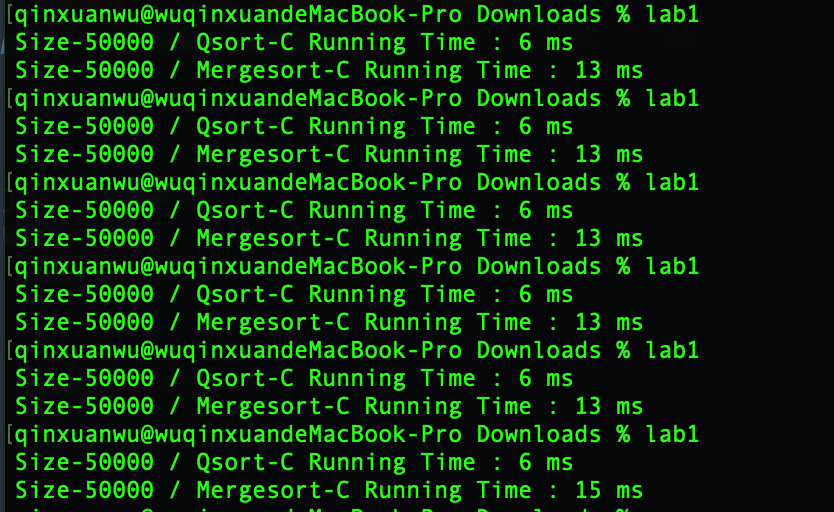 [qinxuanwu@wuqinxuandeMacBook-Pro Downloads % lab1
Size-50000 / Qsort-C Running Time : 6 ms
Size-50000 / Mergesort-C Running Time : 13 ms
[qinxuanwu@wuqinxuandeMacBook-Pro Downloads % lab1
Size-50000 / Qsort-C Running Time : 6 ms
Size-50000 / Mergesort-C Running Time : 13 ms
[qinxuanwu@wuqinxuandeMacBook-Pro Downloads % lab1
Size-50000 / Qsort-C Running Time : 6 ms
Size-50000 / Mergesort-C Running Time : 13 ms
[qinxuanwu@wuqinxuandeMacBook-Pro Downloads % lab1
Size-50000 / Qsort-C Running Time : 6 ms
Size-50000 / Mergesort-C Running Time : 13 ms
[qinxuanwu@wuqinxuandeMacBook-Pro Downloads % lab1
Size-50000 / Qsort-C Running Time : 6 ms
Size-50000 / Mergesort-C Running Time : 13 ms
[qinxuanwu@wuqinxuandeMacBook-Pro Downloads % lab1
Size-50000 / Qsort-C Running Time : 6 ms
Size-50000 / Mergesort-C Running Time : 15 ms